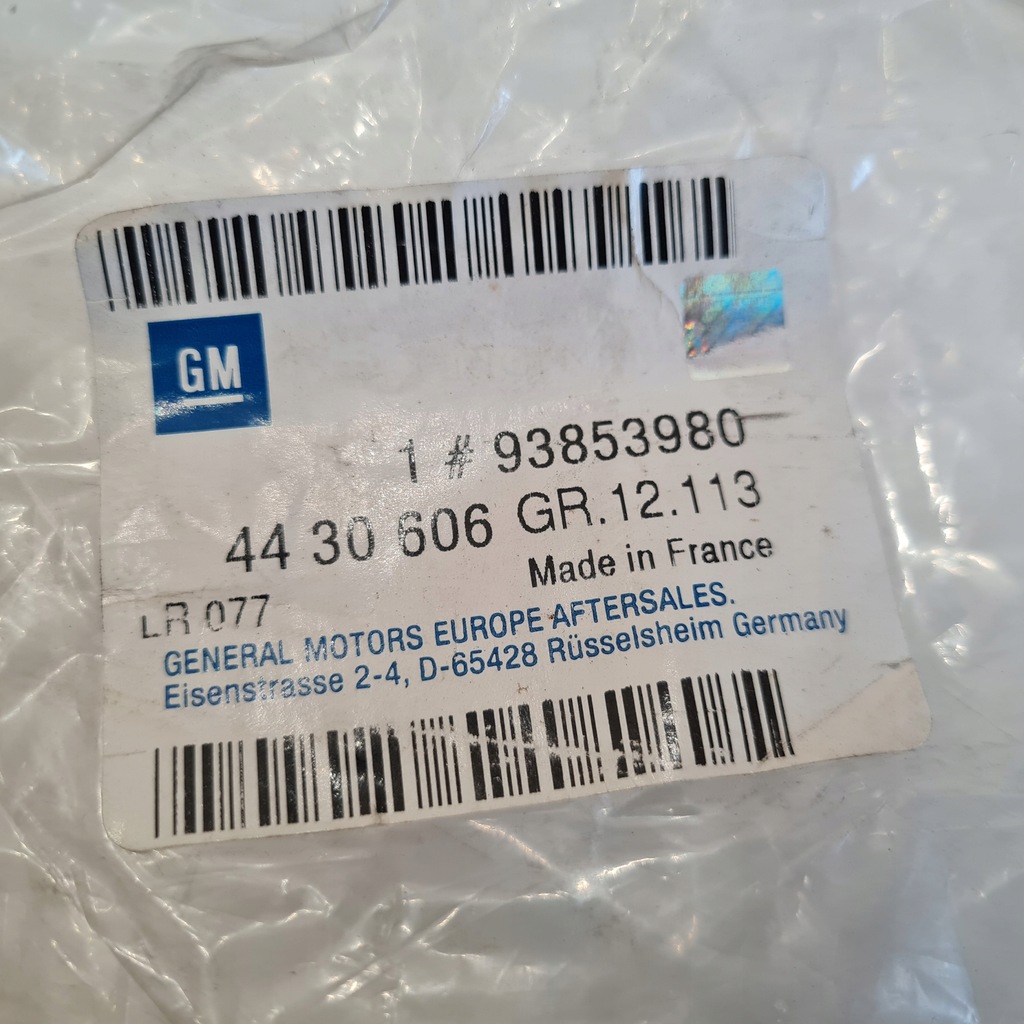 GM
1 # 93853980
44 30 606 GR.12.113
Made in France
LR 077
GENERAL MOTORS EUROPE AFTERSALES.
Eisenstrasse 2-4, D-65428 Rüsselsheim Germany